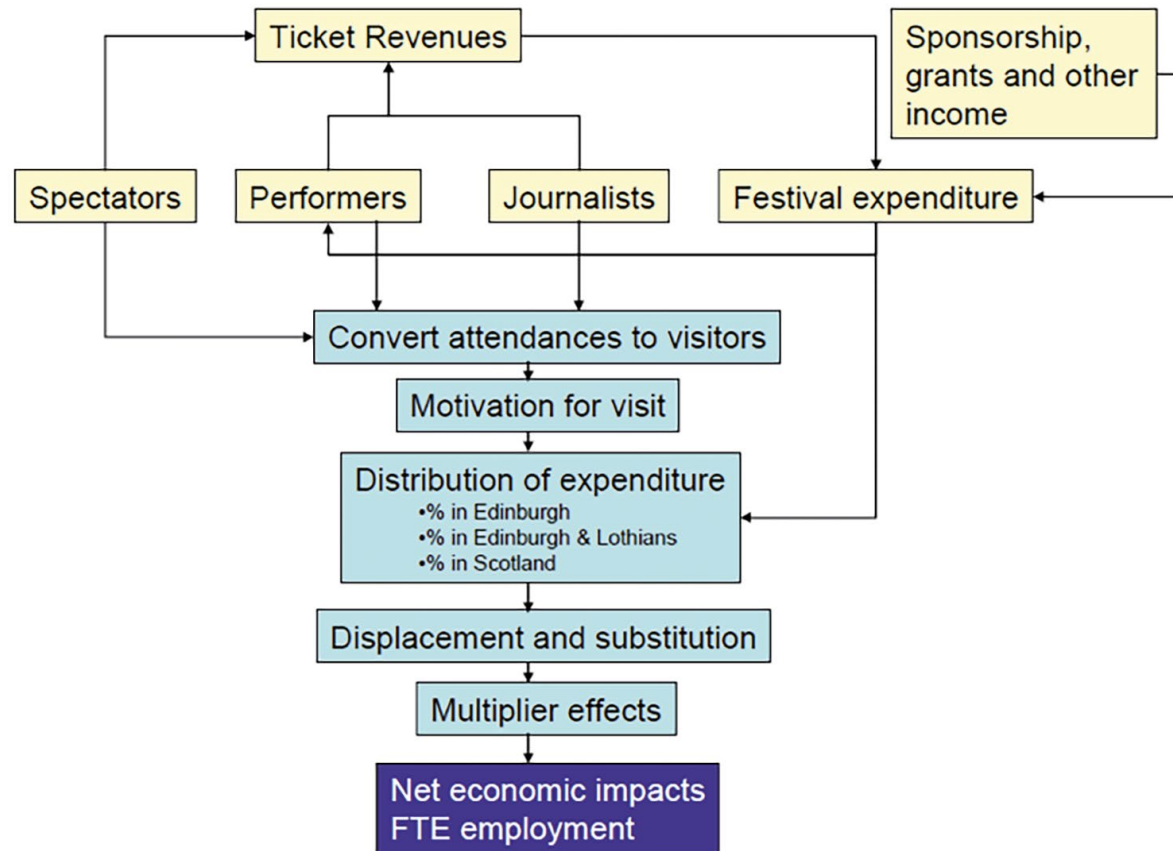 Ticket Revenues
Sponsorship,
grants and other
income
Spectators
Performers
Journalists
Festival expenditure
Convert attendances to visitors
Motivation for visit
Distribution of expenditure
•% in Edinburgh
•% in Edinburgh & Lothians
•% in Scotland
Displacement and substitution
Multiplier effects
Net economic impacts
FTE employment